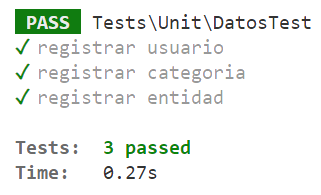 PASS Tests\Unit\DatosTest
✓ registrar usuario
✓ registrar categoria
✓ registrar entidad
Tests: 3 passed
Time: 0.27s